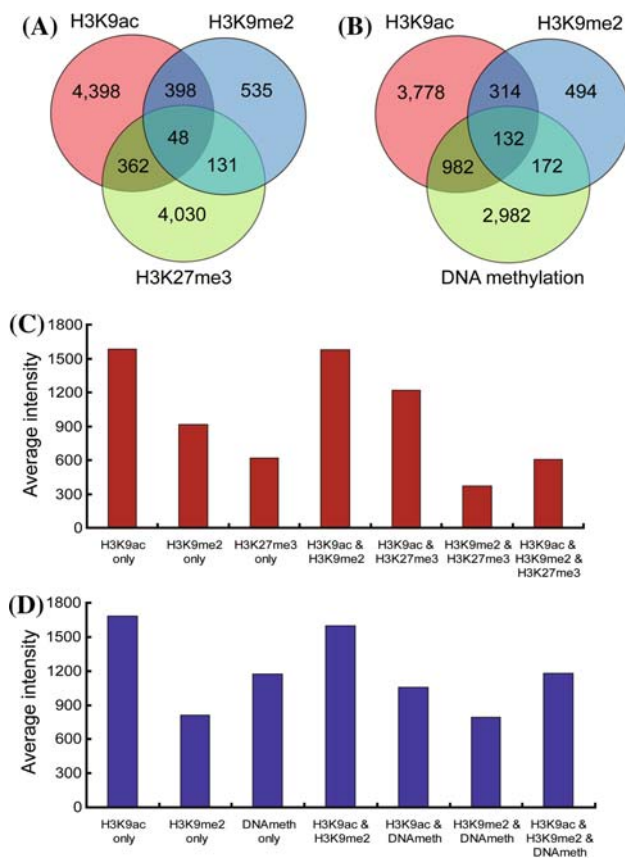 (A)
H3K9ac
H3K9me2
4,398
398
535
48
362
131
4,030
H3K27me3
(B)
H3K9ac
H3K9me2
3,778
314
494
132
982
172
2,982
DNA methylation
(C)
Average intensity
1800
1500
1200
900
600
300
0
H3K9ac
only
H3K9me2
only
H3K27me3
only
H3K9ac &
H3K9me2
H3K9ac &
H3K27me3
H3K9me2 &
H3K27me3
H3K9ac &
H3K9me2
& H3K27me3
(D)
Average intensity
1800
1500
1200
900
600
300
0
H3K9ac
only
H3K9me2
only
DNAmeth
only
H3K9ac &
H3K9me2
H3K9ac &
DNAmeth
H3K9me2 &
DNAmeth
H3K9ac &
H3K9me2 &
DNAmeth